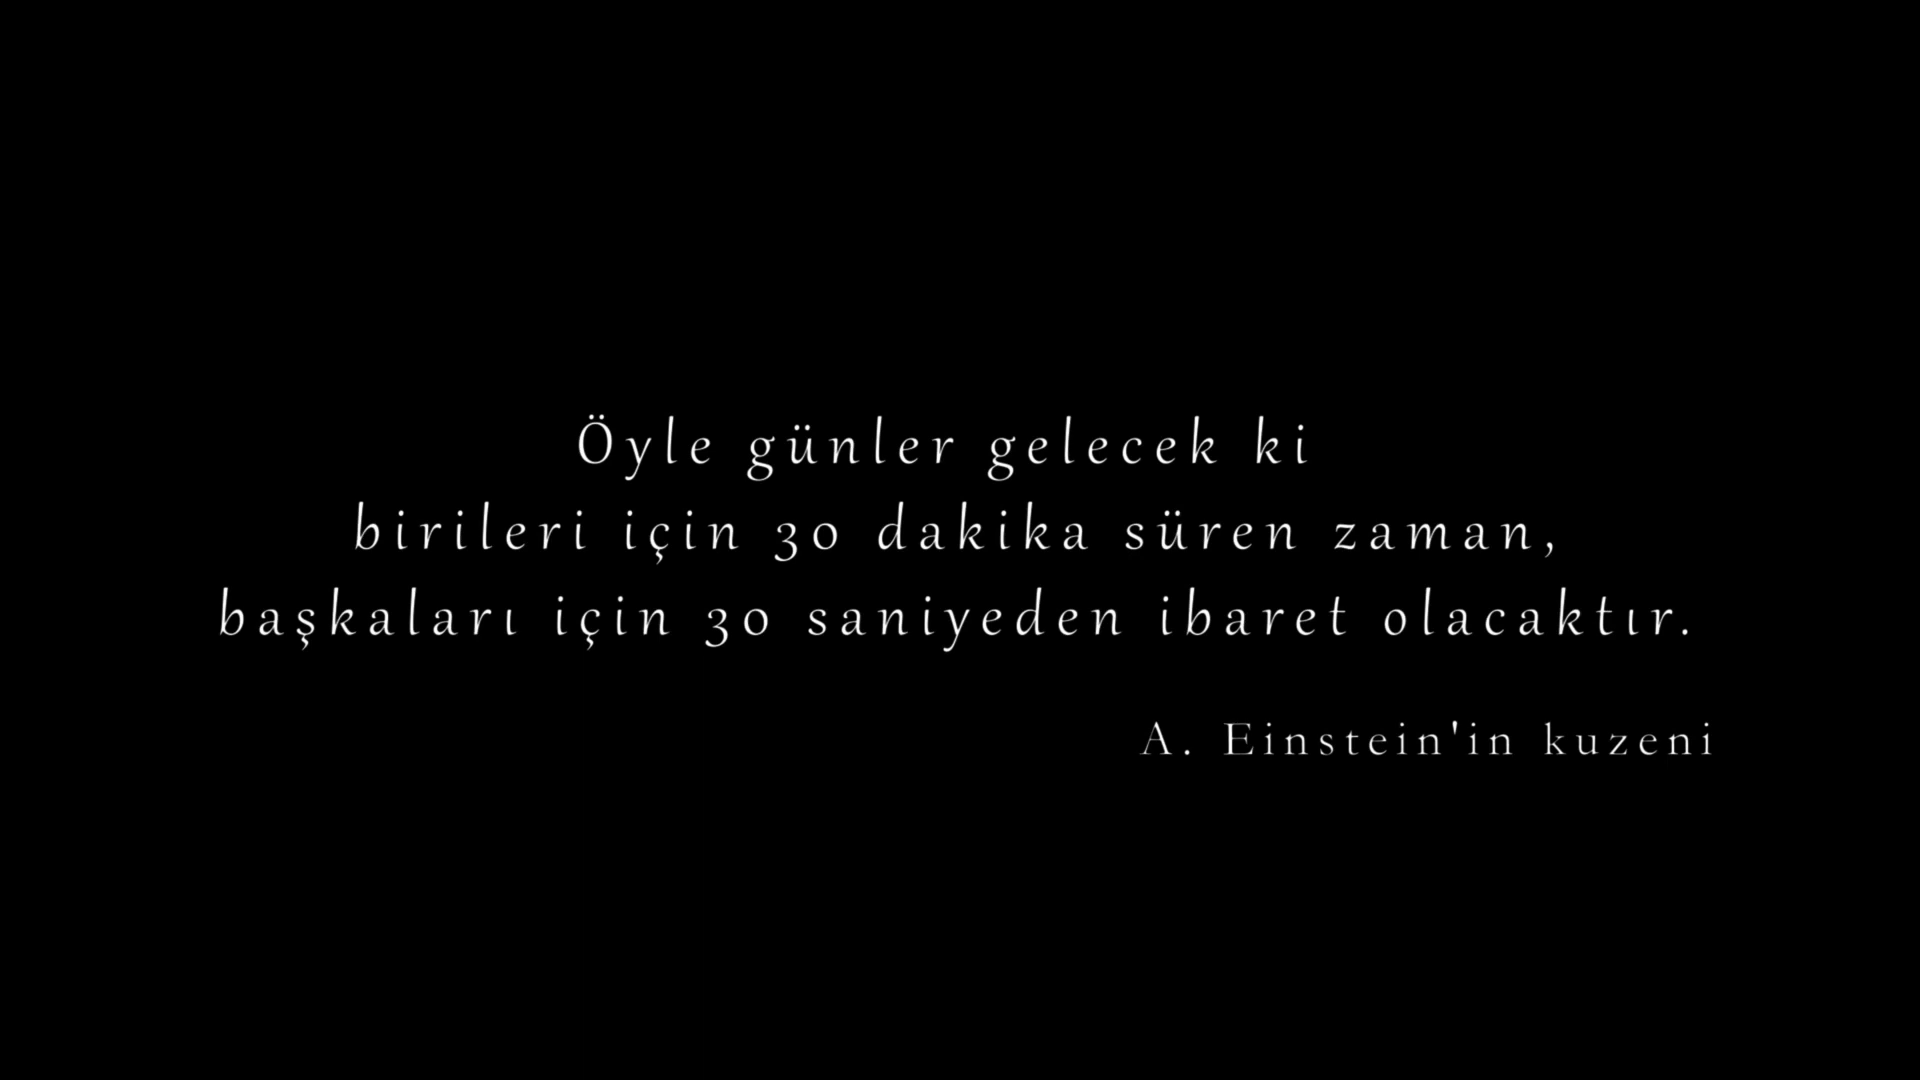 Öyle günler gelecek ki
birileri için 30 dakika süren zaman,
başkaları için 30 saniyeden ibaret olacaktır.
A. Einstein'in kuzeni